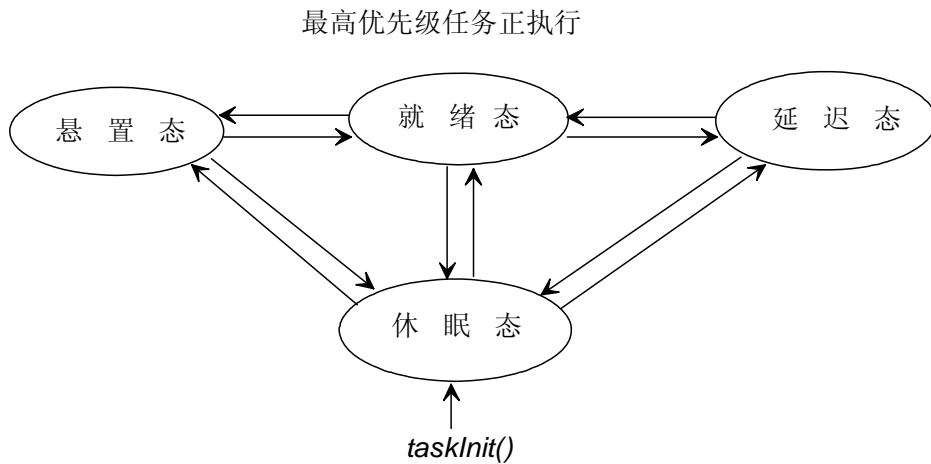 最高优先级任务正执行
悬 置 态
就 绪 态
延 迟 态
休 眠 态
taskInit()